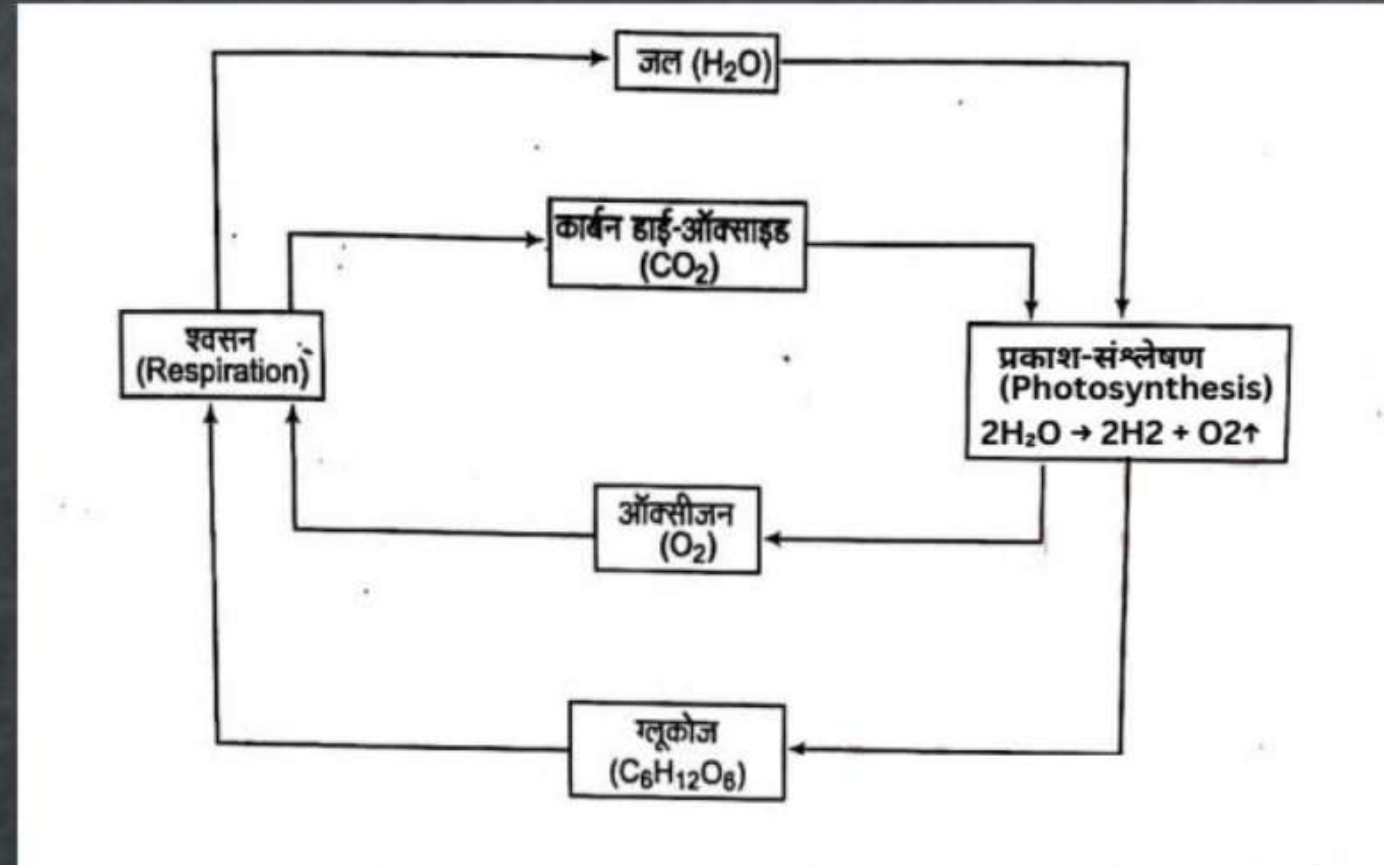 जल (H₂O)
कार्बन डाई-ऑक्साइड
(CO₂)
श्वसन
(Respiration)
प्रकाश-संश्लेषण
(Photosynthesis)
2H₂O → 2H2 + O2↑
ऑक्सीजन
(O₂)
ग्लूकोज
(C₆H₁₂O₆)